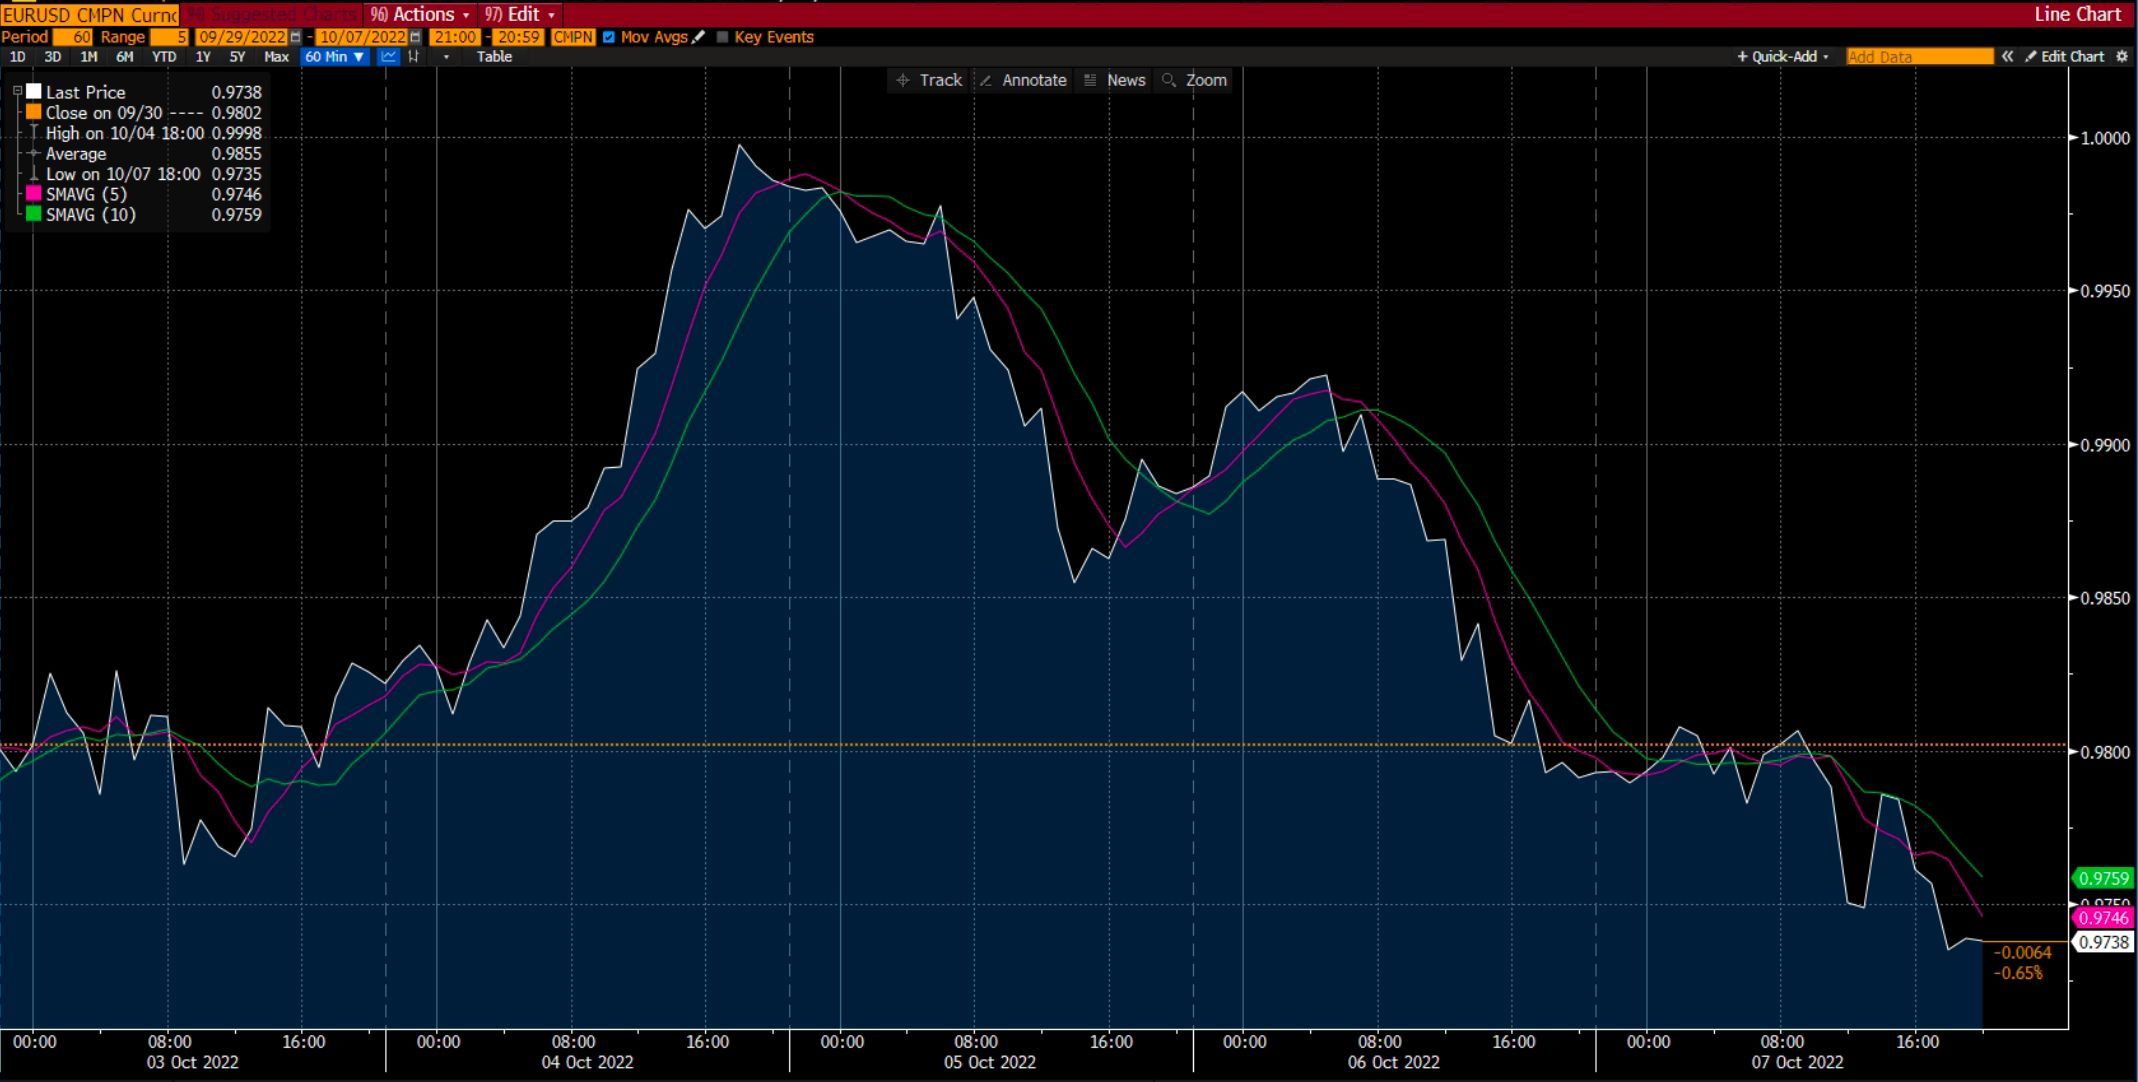 EURUSD CMPN Curnc 96) Suggested Charts 96) Actions 97) Edit Line Chart
Period 60 Range 5 09/29/2022 - 10/07/2022 21:00 - 20:59 CMPN Mov Avgs Key Events
1D 3D 1M 6M YTD 1Y 5Y Max 60 Min ▼ Table + Quick-Add Add Data « Edit Chart
Track Annotate News Zoom
Last Price 0.9738
Close on 09/30 ---- 0.9802
High on 10/04 18:00 0.9998
Average 0.9855
Low on 10/07 18:00 0.9735
SMAVG (5) 0.9746
SMAVG (10) 0.9759
1.0000
0.9950
0.9900
0.9850
0.9800
0.9759
0.9750
0.9746
0.9738
-0.0064
-0.65%
00:00 08:00 16:00 00:00 08:00 16:00 00:00 08:00 16:00 00:00 08:00 16:00 00:00 08:00 16:00
03 Oct 2022 04 Oct 2022 05 Oct 2022 06 Oct 2022 07 Oct 2022